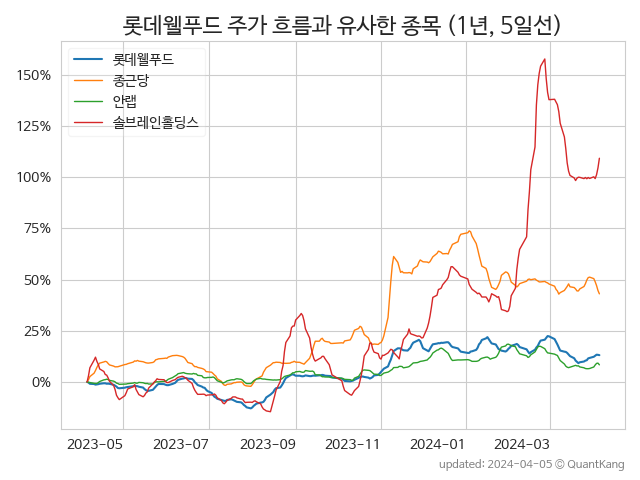 롯데웰푸드 주가 흐름과 유사한 종목 (1년, 5일선)
롯데웰푸드
종근당
안랩
솔브레인홀딩스
150%
125%
100%
75%
50%
25%
0%
2023-05 2023-07 2023-09 2023-11 2024-01 2024-03
updated: 2024-04-05 © QuantKang